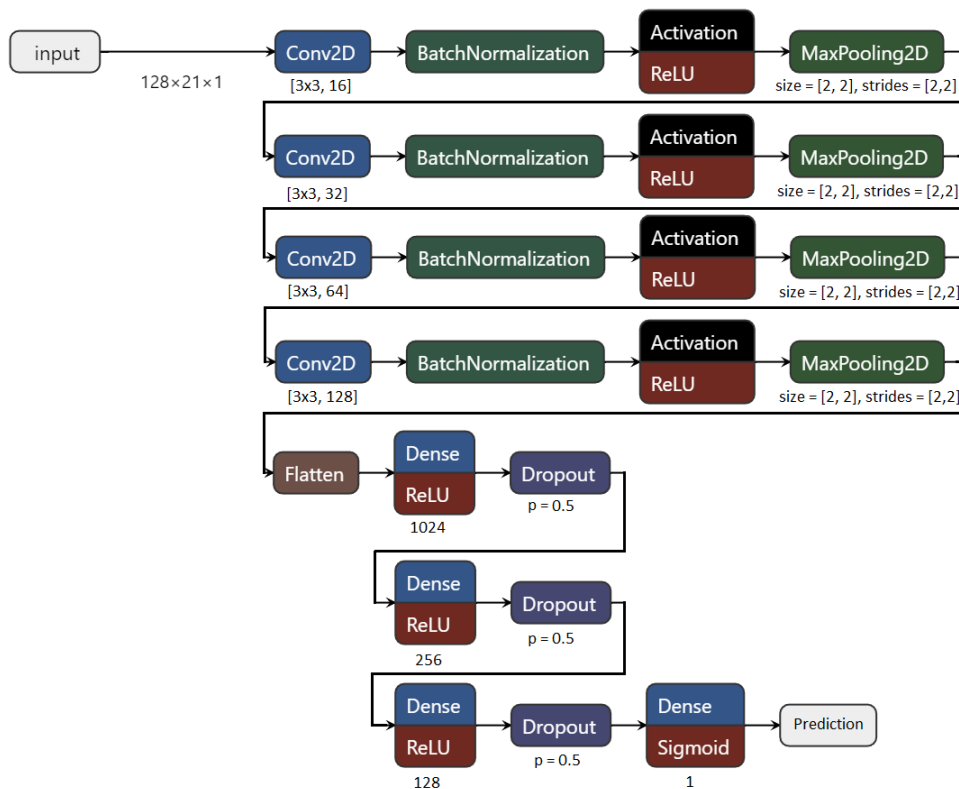 input
128×21×1
Conv2D
[3x3, 16]
BatchNormalization
Activation
ReLU
MaxPooling2D
size = [2, 2], strides = [2,2]
Conv2D
[3x3, 32]
BatchNormalization
Activation
ReLU
MaxPooling2D
size = [2, 2], strides = [2,2]
Conv2D
[3x3, 64]
BatchNormalization
Activation
ReLU
MaxPooling2D
size = [2, 2], strides = [2,2]
Conv2D
[3x3, 128]
BatchNormalization
Activation
ReLU
MaxPooling2D
size = [2, 2], strides = [2,2]
Flatten
Dense
ReLU
1024
Dropout
p = 0.5
Dense
ReLU
256
Dropout
p = 0.5
Dense
ReLU
128
Dropout
p = 0.5
Dense
Sigmoid
1
Prediction